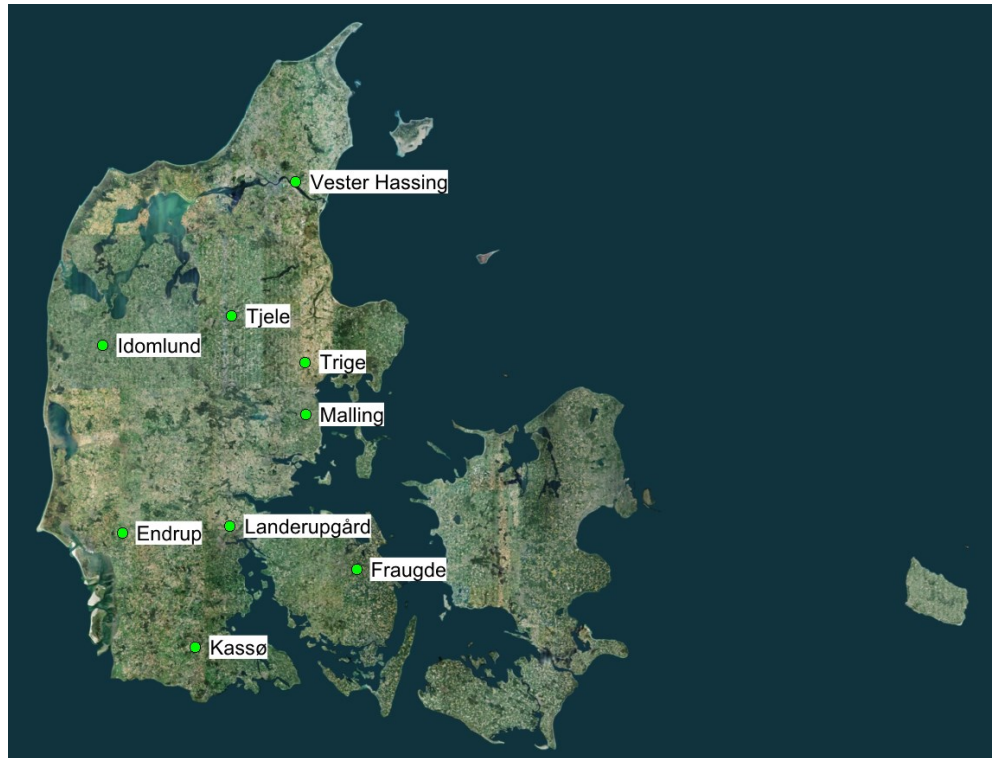 Vester Hassing
Tjele
Idomlund
Trige
Malling
Landerupgård
Endrup
Fraugde
Kassø